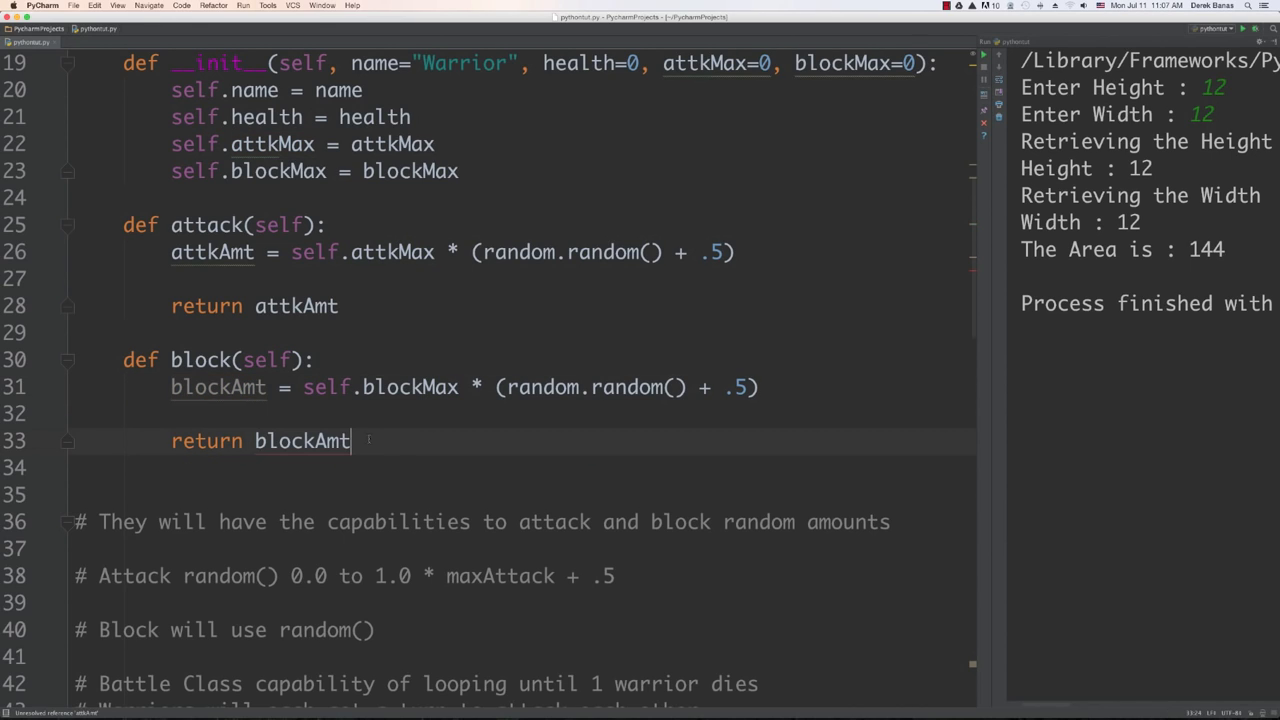 PyCharm File Edit View Navigate Code Refactor Run Tools VCS Window Help
10 Mon Jul 11 11:07 AM Derek Banas
pythontut.py - PycharmProjects - [~/PycharmProjects]
PycharmProjects pythontut.py
pythontut
pythontut.py
Run: pythontut
19 def __init__(self, name="Warrior", health=0, attkMax=0, blockMax=0):
20 self.name = name
21 self.health = health
22 self.attkMax = attkMax
23 self.blockMax = blockMax
24
25 def attack(self):
26 attkAmt = self.attkMax * (random.random() + .5)
27
28 return attkAmt
29
30 def block(self):
31 blockAmt = self.blockMax * (random.random() + .5)
32
33 return blockAmt
34
35
36 # They will have the capabilities to attack and block random amounts
37
38 # Attack random() 0.0 to 1.0 * maxAttack + .5
39
40 # Block will use random()
41
42 # Battle Class capability of looping until 1 warrior dies
/Library/Frameworks/Py
Enter Height : 12
Enter Width : 12
Retrieving the Height
Height : 12
Retrieving the Width
Width : 12
The Area is : 144
Process finished with
Unresolved reference 'attkAmt'
33:24 LF UTF-8